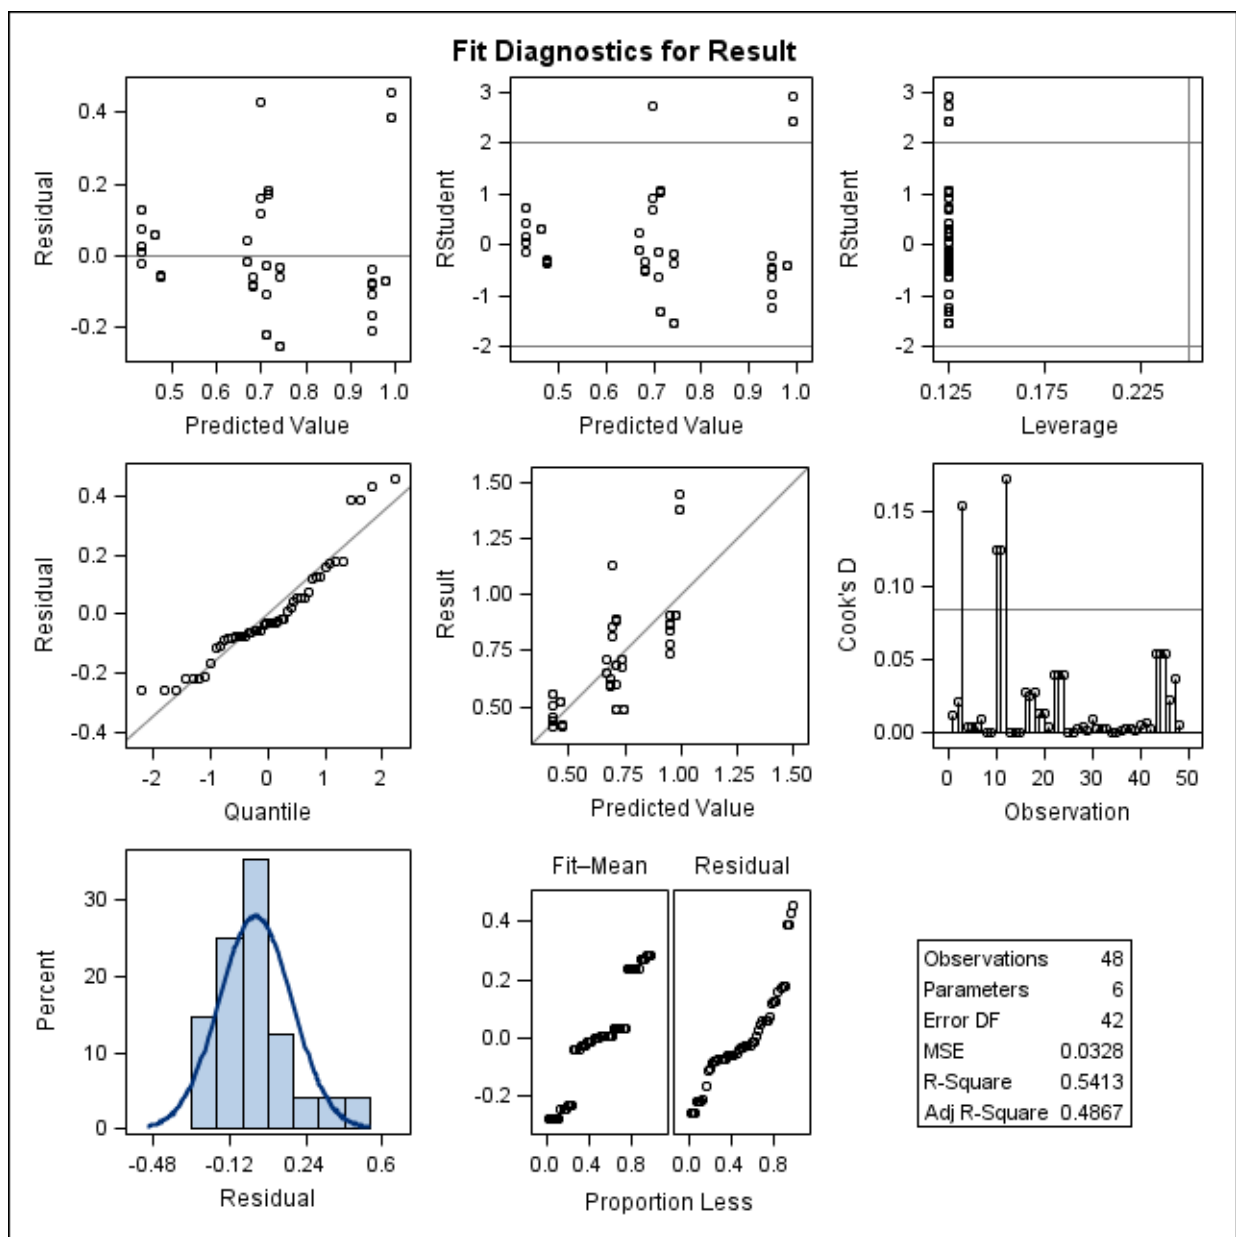 Fit Diagnostics for Result
Residual
0.4
0.2
0.0
-0.2
0.5 0.6 0.7 0.8 0.9 1.0
Predicted Value
RStudent
3
2
1
0
-1
-2
0.5 0.6 0.7 0.8 0.9 1.0
Predicted Value
RStudent
3
2
1
0
-1
-2
0.125 0.175 0.225
Leverage
Residual
0.4
0.2
0.0
-0.2
-0.4
-2 -1 0 1 2
Quantile
Result
1.50
1.25
1.00
0.75
0.50
0.50 0.75 1.00 1.25 1.50
Predicted Value
Cook's D
0.15
0.10
0.05
0.00
0 10 20 30 40 50
Observation
Percent
30
20
10
0
-0.48 -0.12 0.24 0.6
Residual
Fit–Mean Residual
0.4
0.2
0.0
-0.2
0.0 0.4 0.8 0.0 0.4 0.8
Proportion Less
Observations 48
Parameters 6
Error DF 42
MSE 0.0328
R-Square 0.5413
Adj R-Square 0.4867